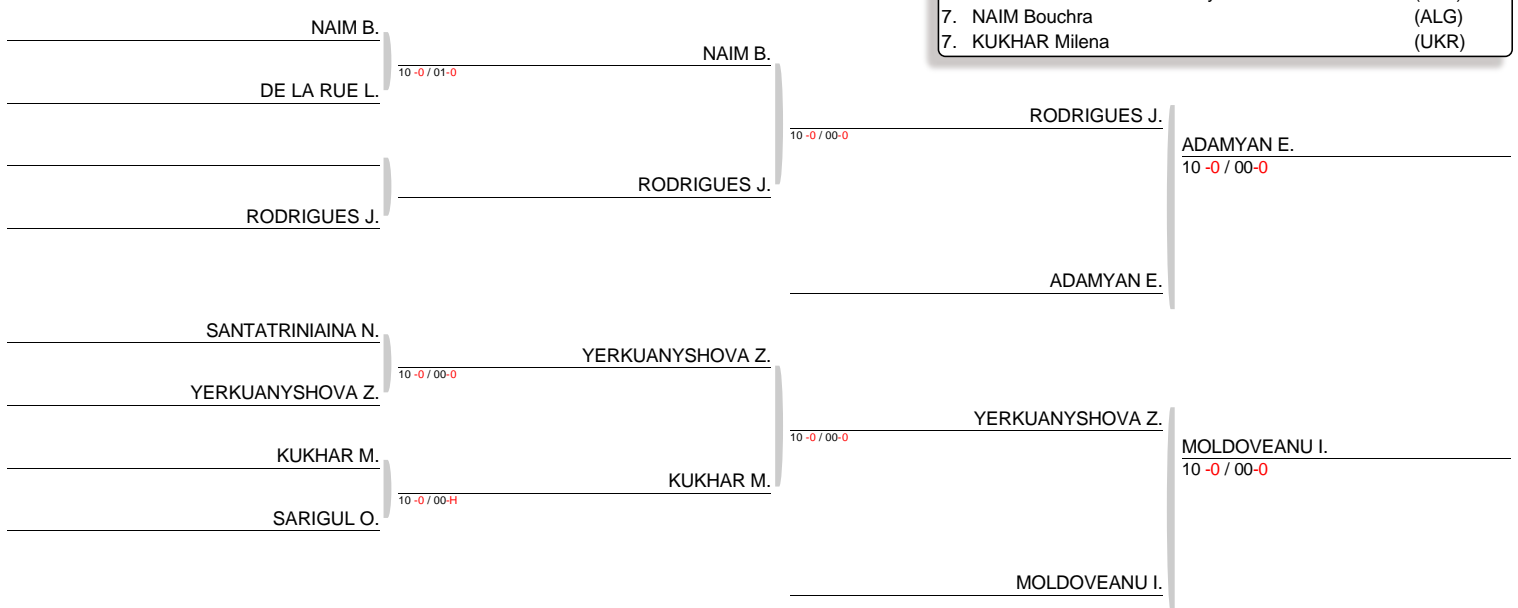 7. NAIM Bouchra (ALG)
7. KUKHAR Milena (UKR)
NAIM B.
DE LA RUE L.
RODRIGUES J.
SANTATRINIAINA N.
YERKUANYSHOVA Z.
KUKHAR M.
SARIGUL O.
NAIM B.
10 -0 / 01-0
RODRIGUES J.
YERKUANYSHOVA Z.
10 -0 / 00-0
KUKHAR M.
10 -0 / 00-H
RODRIGUES J.
10 -0 / 00-0
ADAMYAN E.
YERKUANYSHOVA Z.
10 -0 / 00-0
MOLDOVEANU I.
ADAMYAN E.
10 -0 / 00-0
MOLDOVEANU I.
10 -0 / 00-0